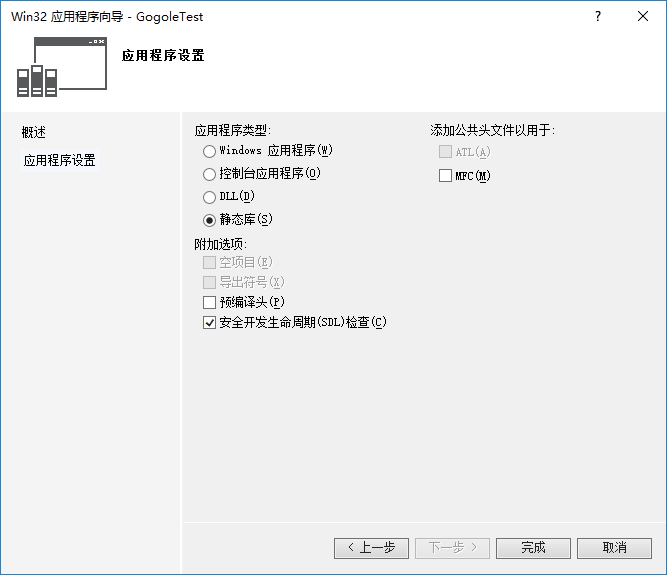 Win32 应用程序向导 - GogoleTest
应用程序设置
概述
应用程序设置
应用程序类型:
Windows 应用程序(W)
控制台应用程序(O)
DLL(D)
静态库(S)
附加选项:
空项目(E)
导出符号(X)
预编译头(P)
安全开发生命周期(SDL)检查(C)
添加公共头文件以用于:
ATL(A)
MFC(M)
< 上一步
下一步 >
完成
取消